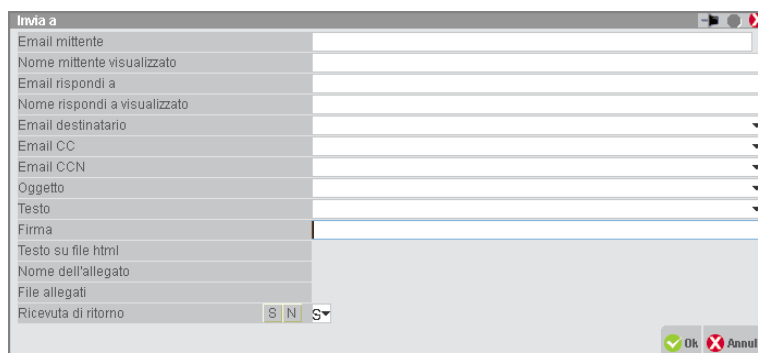 Invia a
Email mittente
Nome mittente visualizzato
Email rispondi a
Nome rispondi a visualizzato
Email destinatario
Email CC
Email CCN
Oggetto
Testo
Firma
Testo su file html
Nome dell'allegato
File allegati
Ricevuta di ritorno S N S
Ok Annul